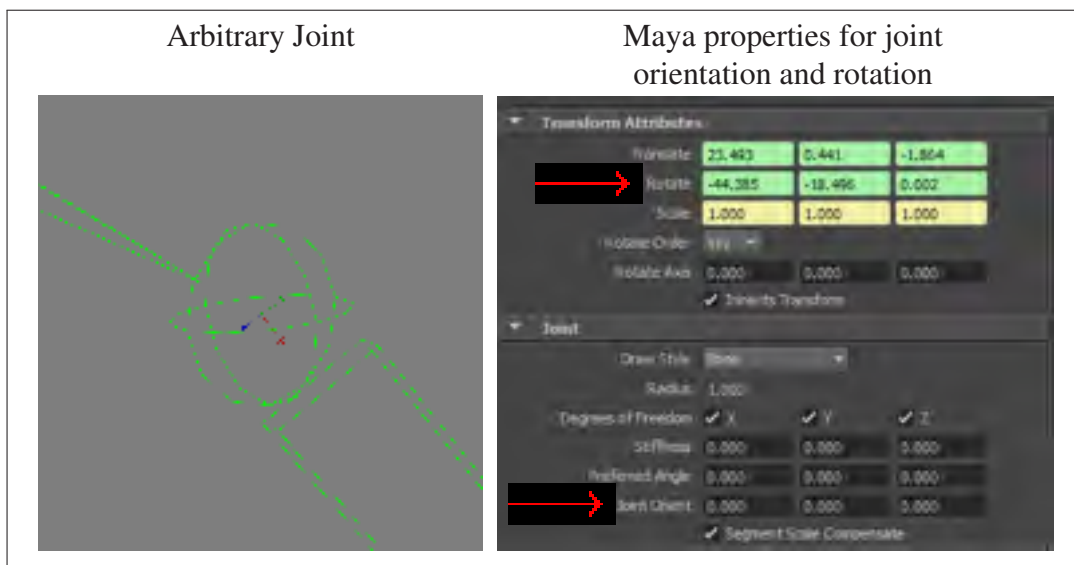 Arbitrary Joint
Maya properties for joint
orientation and rotation
Transform Attributes
Translate 23.493 0.441 -1.864
Rotate -44.385 -18.496 0.002
Scale 1.000 1.000 1.000
Rotate Order
Rotate Axis 0.000 0.000 0.000
Inherits Transform
Joint
Draw Style Bone
Radius 1.000
Degrees of Freedom X Y Z
Stiffness 0.000 0.000 0.000
Preferred Angle 0.000 0.000 0.000
Joint Orient 0.000 0.000 0.000
Segment Scale Compensate